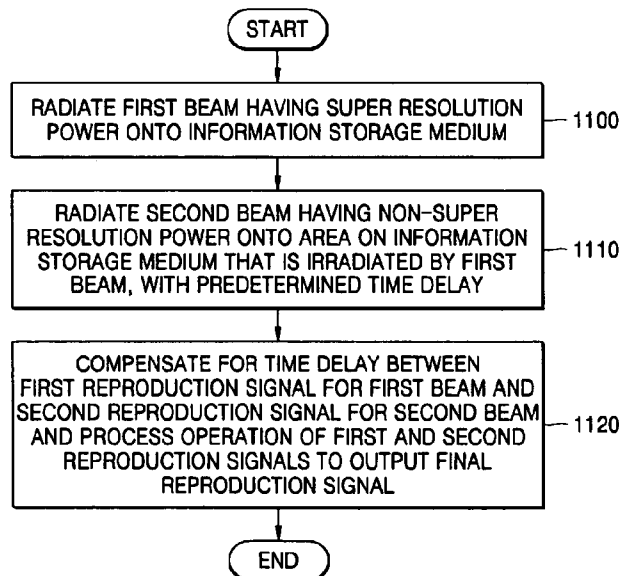 START
RADIATE FIRST BEAM HAVING SUPER RESOLUTION
POWER ONTO INFORMATION STORAGE MEDIUM
1100
RADIATE SECOND BEAM HAVING NON-SUPER
RESOLUTION POWER ONTO AREA ON INFORMATION
STORAGE MEDIUM THAT IS IRRADIATED BY FIRST
BEAM, WITH PREDETERMINED TIME DELAY
1110
COMPENSATE FOR TIME DELAY BETWEEN
FIRST REPRODUCTION SIGNAL FOR FIRST BEAM AND
SECOND REPRODUCTION SIGNAL FOR SECOND BEAM
AND PROCESS OPERATION OF FIRST AND SECOND
REPRODUCTION SIGNALS TO OUTPUT FINAL
REPRODUCTION SIGNAL
1120
END